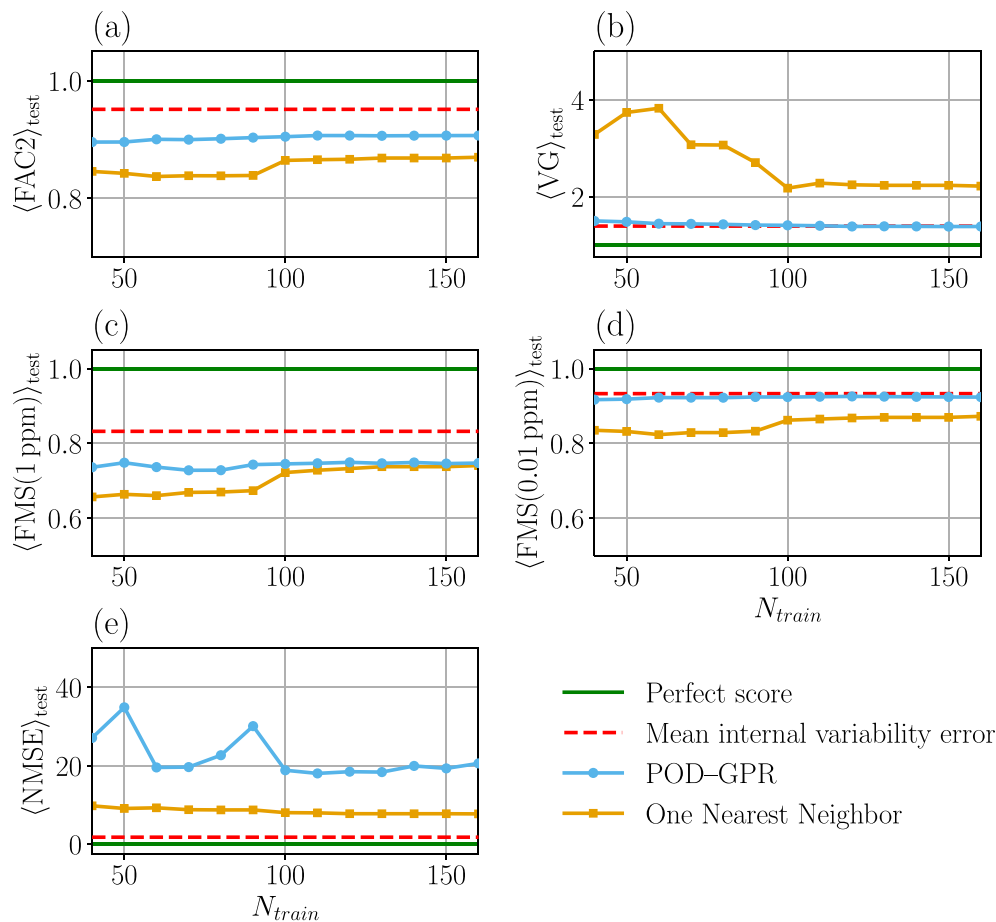 (a)
⟨FAC2⟩test
1.0
0.8
50
100
150
(b)
⟨VG⟩test
4
2
50
100
150
(c)
⟨FMS(1 ppm)⟩test
1.0
0.8
0.6
50
100
150
(d)
⟨FMS(0.01 ppm)⟩test
1.0
0.8
0.6
50
100
150
Ntrain
(e)
⟨NMSE⟩test
40
20
0
50
100
150
Ntrain
Perfect score
Mean internal variability error
POD–GPR
One Nearest Neighbor